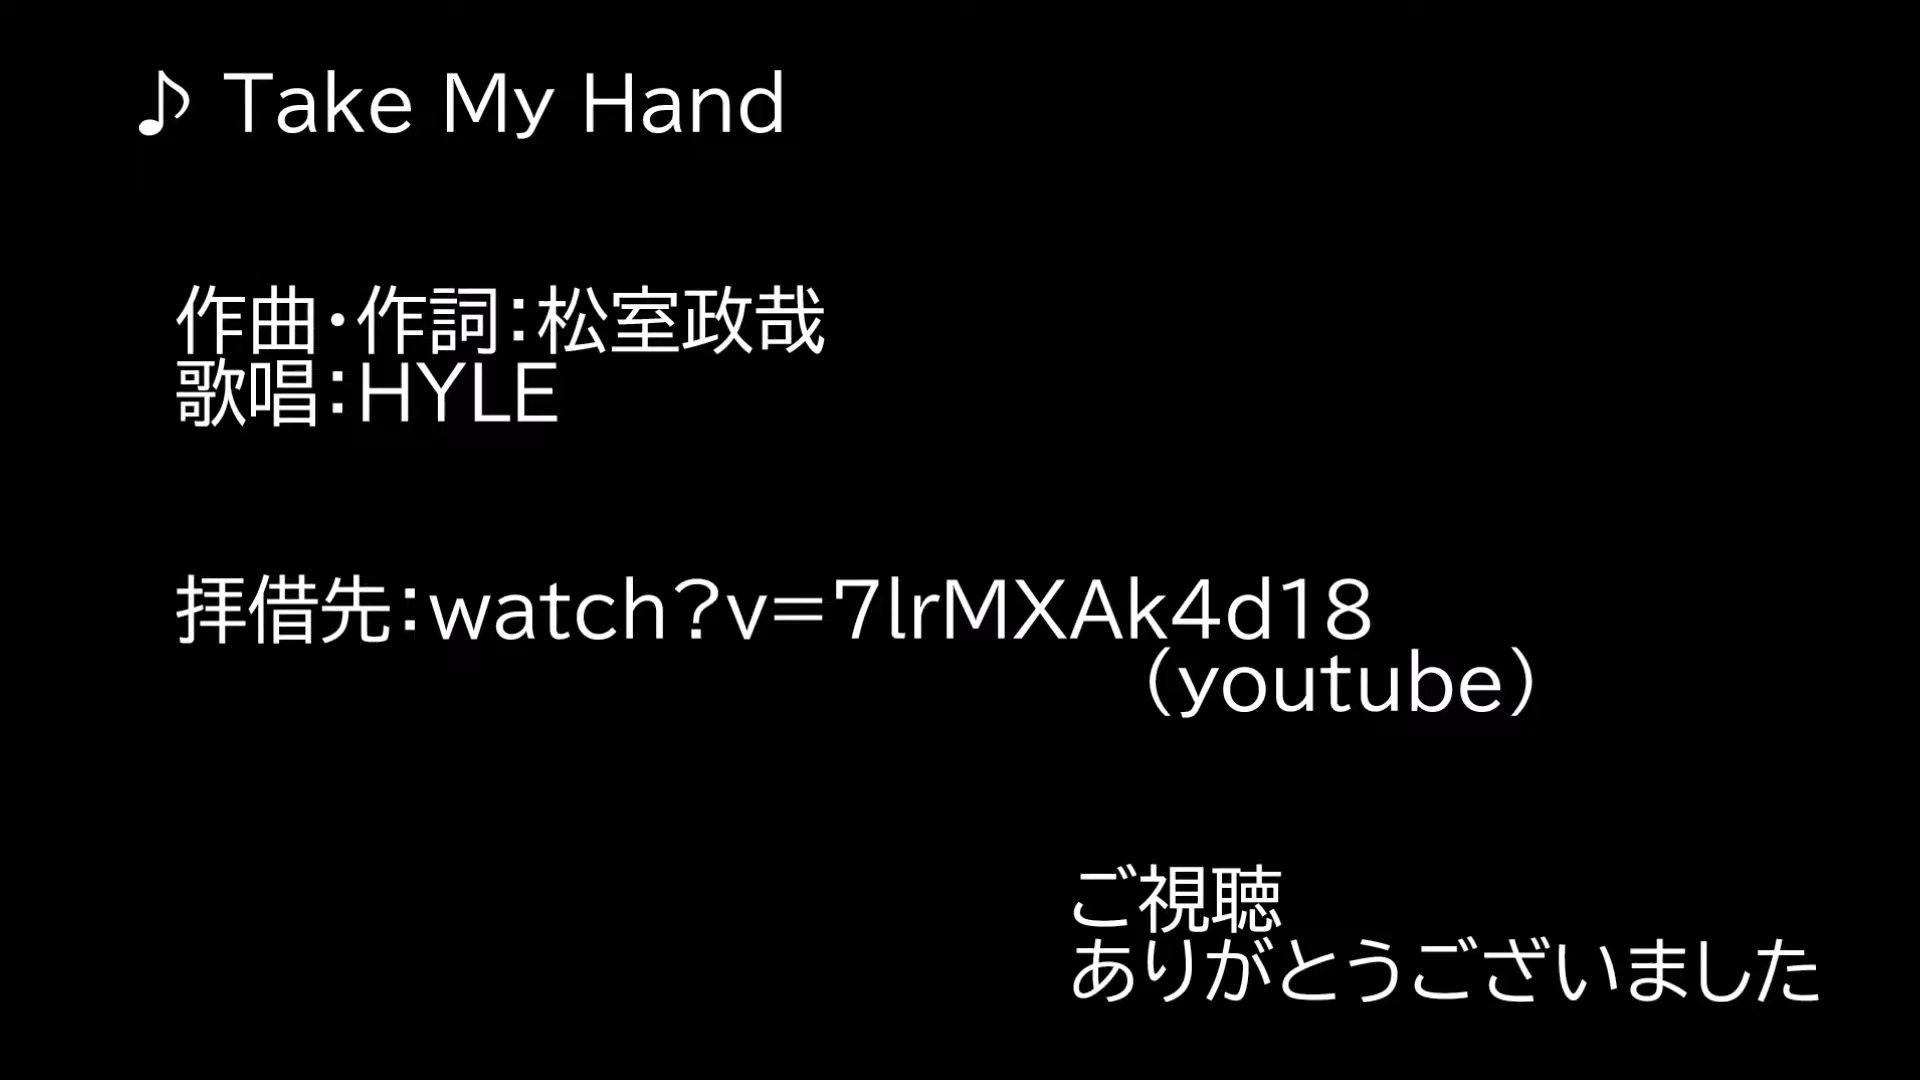 ♪ Take My Hand
作曲・作詞：松室政哉
歌唱：HYLE
拝借先：watch?v=7lrMXAk4d18
（youtube）
ご視聴
ありがとうございました